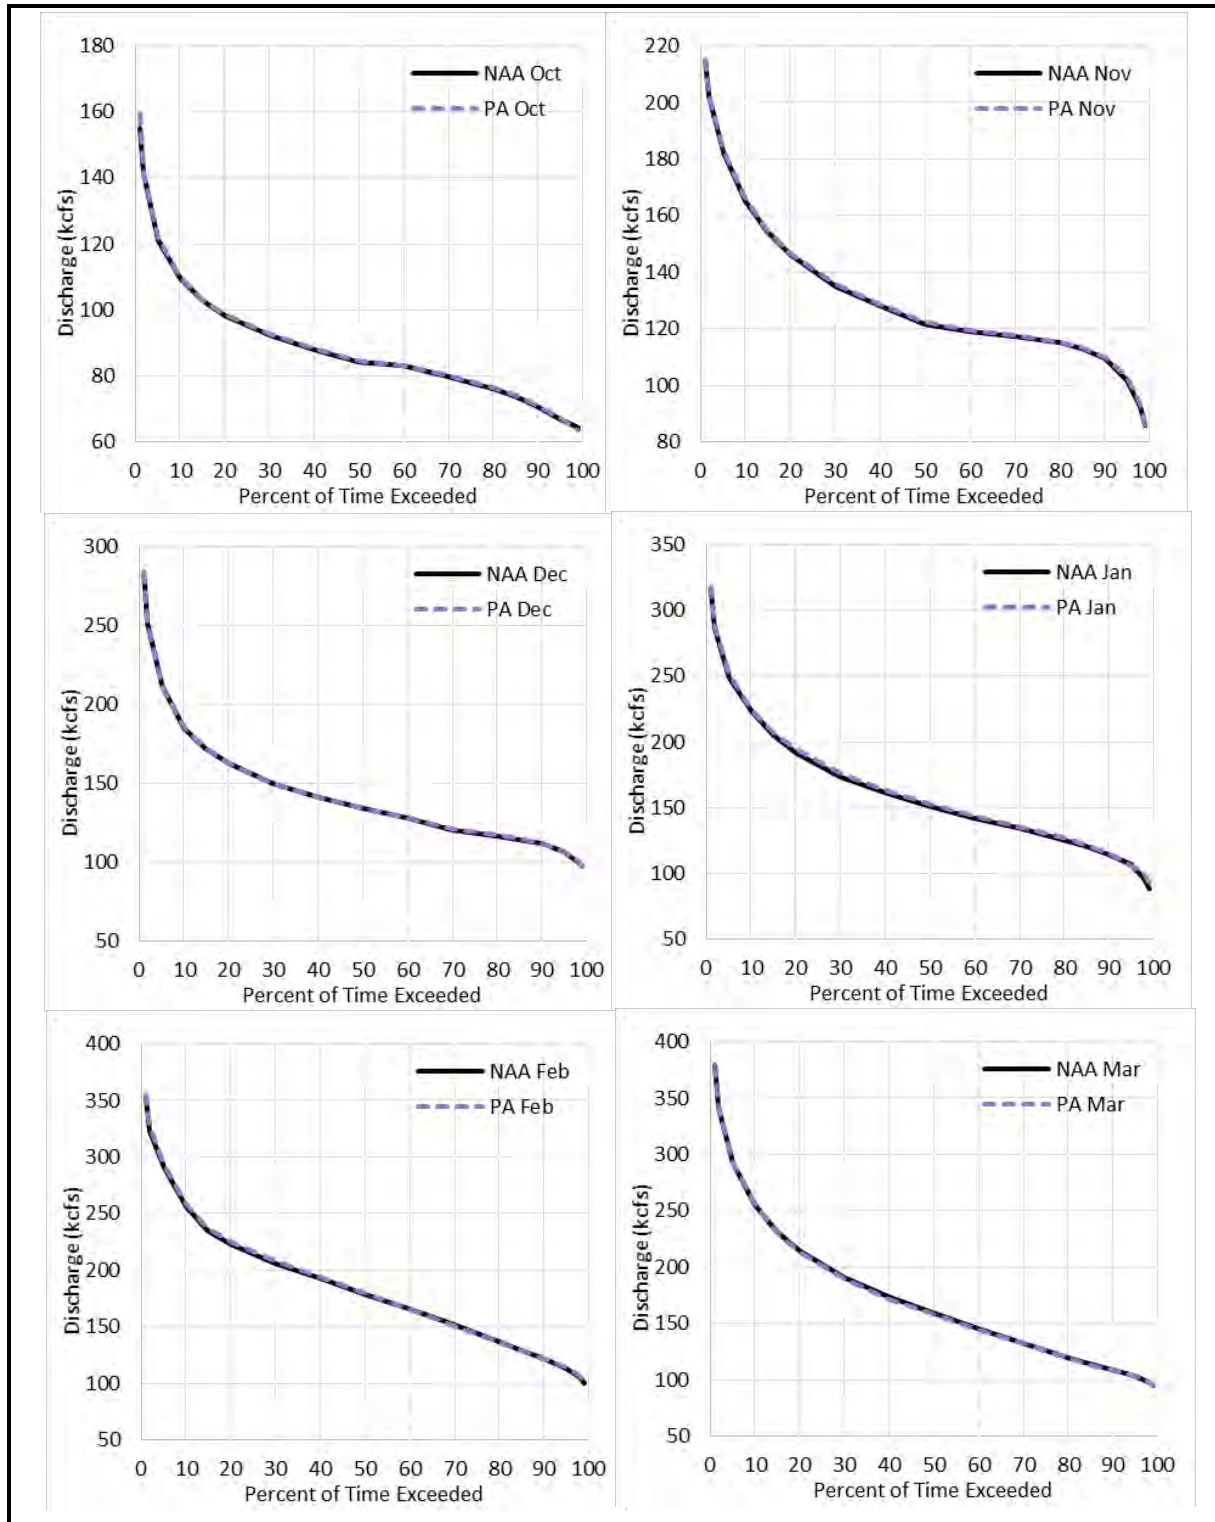 180
160
140
120
100
80
60
Discharge (kcfs)
NAA Oct
PA Oct
0 10 20 30 40 50 60 70 80 90 100
Percent of Time Exceeded
220
200
180
160
140
120
100
80
Discharge (kcfs)
NAA Nov
PA Nov
0 10 20 30 40 50 60 70 80 90 100
Percent of Time Exceeded
300
250
200
150
100
50
Discharge (kcfs)
NAA Dec
PA Dec
0 10 20 30 40 50 60 70 80 90 100
Percent of Time Exceeded
350
300
250
200
150
100
50
Discharge (kcfs)
NAA Jan
PA Jan
0 10 20 30 40 50 60 70 80 90 100
Percent of Time Exceeded
400
350
300
250
200
150
100
50
Discharge (kcfs)
NAA Feb
PA Feb
0 10 20 30 40 50 60 70 80 90 100
Percent of Time Exceeded
400
350
300
250
200
150
100
50
Discharge (kcfs)
NAA Mar
PA Mar
0 10 20 30 40 50 60 70 80 90 100
Percent of Time Exceeded